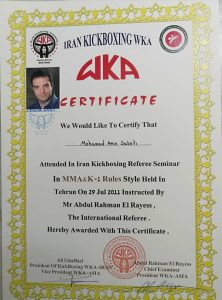 IRAN KICKBOXING WKA
WKA
CERTIFICATE
We Would Like To Certify That
Mohamad Amin Sabeti
Attended In Iran Kickboxing Referee Seminar
In MMA&K-1 Rules Style Held In
Tehran On 29 Jul 2011 Instructed By
Mr Abdul Rahman El Rayess,
The International Referee.
Hereby Awarded With This Certificate.
Ali Ghaffari
President Of KickBoxing WKA-IRAN
Vice President WKA-ASIA
Abdul Rahman El Rayess
Chief Examiner
President WKA-ASIA